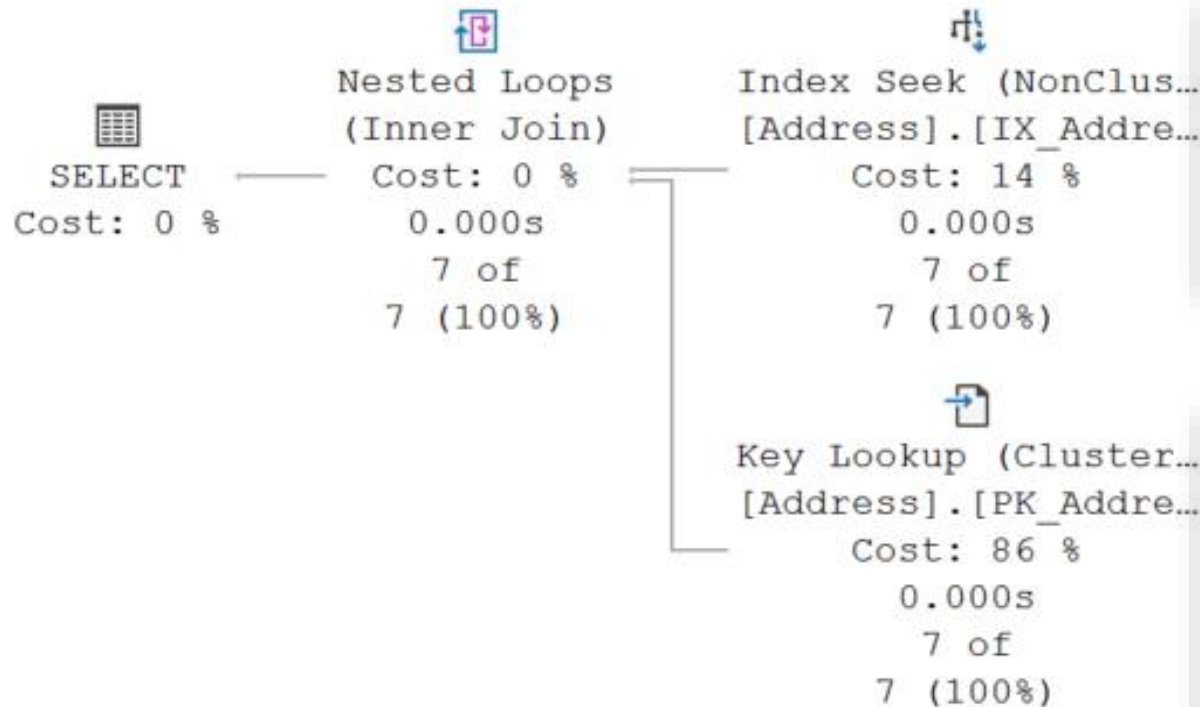 SELECT
Cost: 0 %
Nested Loops
(Inner Join)
Cost: 0 %
0.000s
7 of
7 (100%)
Index Seek (NonClus…
[Address].[IX_Addre…
Cost: 14 %
0.000s
7 of
7 (100%)
Key Lookup (Cluster…
[Address].[PK_Addre…
Cost: 86 %
0.000s
7 of
7 (100%)